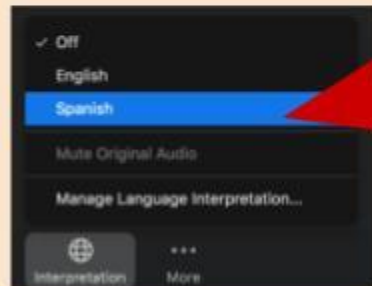 ✓ Off
English
Spanish
Mute Original Audio
Manage Language Interpretation...
Interpretation
More